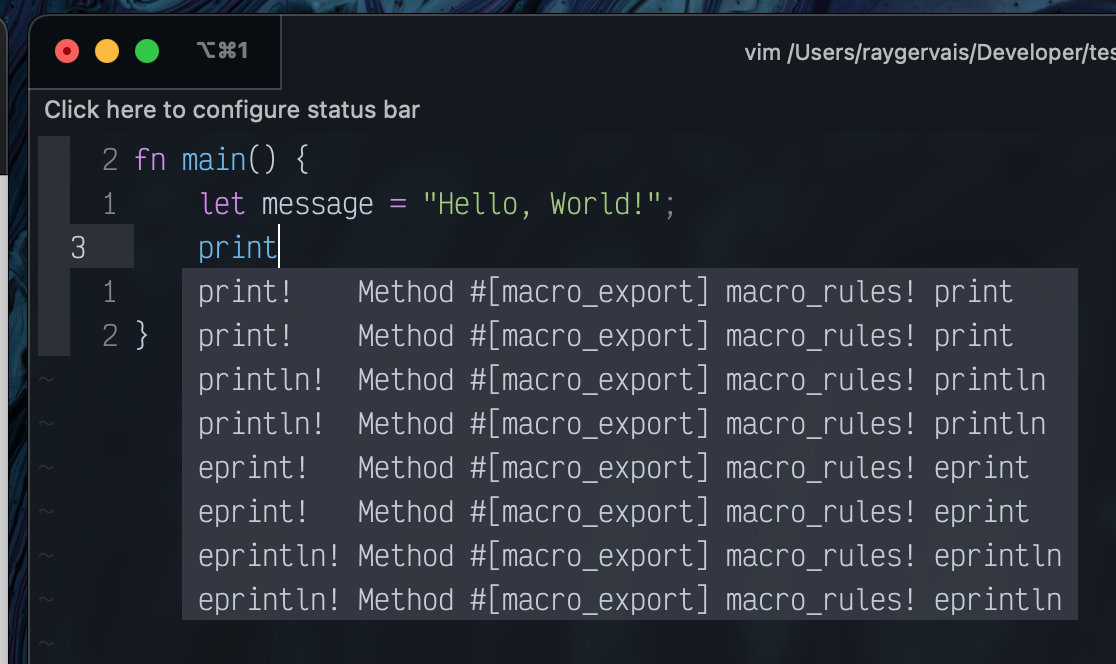 ⌥⌘1
vim /Users/raygervais/Developer/tes
Click here to configure status bar
2 fn main() {
1     let message = "Hello, World!";
3     print
1 print! Method #[macro_export] macro_rules! print
2 } print! Method #[macro_export] macro_rules! print
~ println! Method #[macro_export] macro_rules! println
~ println! Method #[macro_export] macro_rules! println
~ eprint! Method #[macro_export] macro_rules! eprint
~ eprint! Method #[macro_export] macro_rules! eprint
~ eprintln! Method #[macro_export] macro_rules! eprintln
~ eprintln! Method #[macro_export] macro_rules! eprintln
~